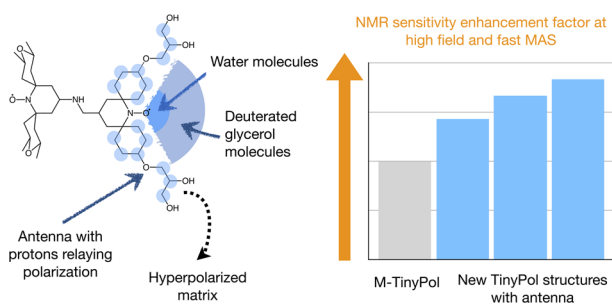 OH
OH
O
Water molecules
O
N
O•
NH
N
O•
O
Deuterated
glycerol
molecules
O
OH
OH
Antenna with
protons relaying
polarization
Hyperpolarized
matrix
NMR sensitivity enhancement factor at
high field and fast MAS
M-TinyPol
New TinyPol structures
with antenna